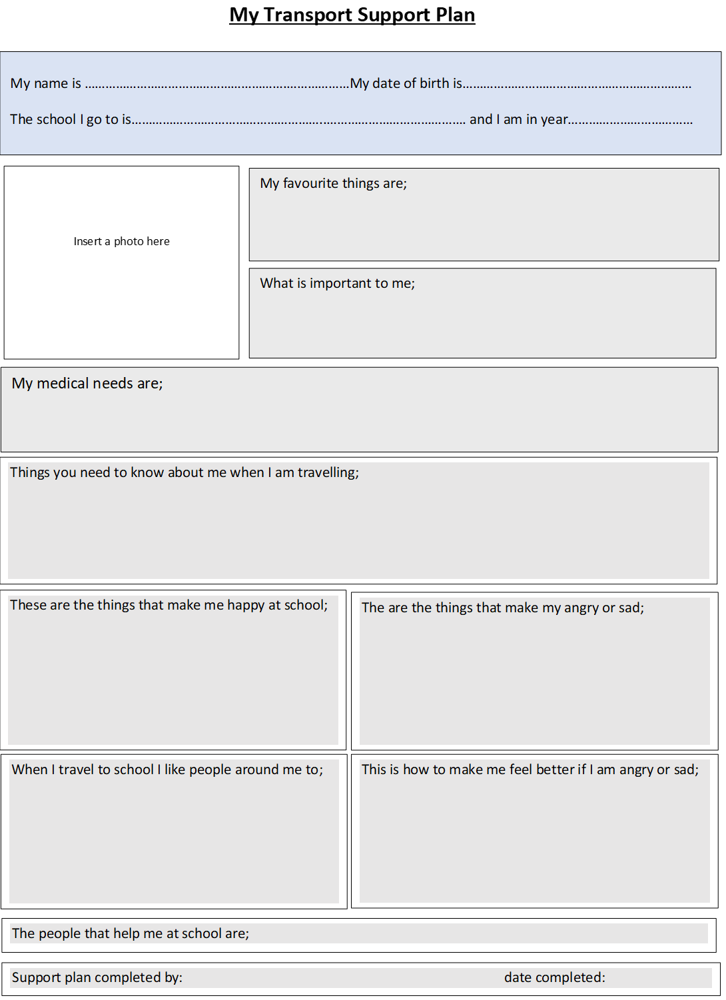 My Transport Support Plan
My name is ……………………………………………………………………My date of birth is……………………………………………………………
The school I go to is………………………………………………………………………………………. and I am in year………………………………
Insert a photo here
My favourite things are;
What is important to me;
My medical needs are;
Things you need to know about me when I am travelling;
These are the things that make me happy at school;
The are the things that make my angry or sad;
When I travel to school I like people around me to;
This is how to make me feel better if I am angry or sad;
The people that help me at school are;
Support plan completed by: date completed: